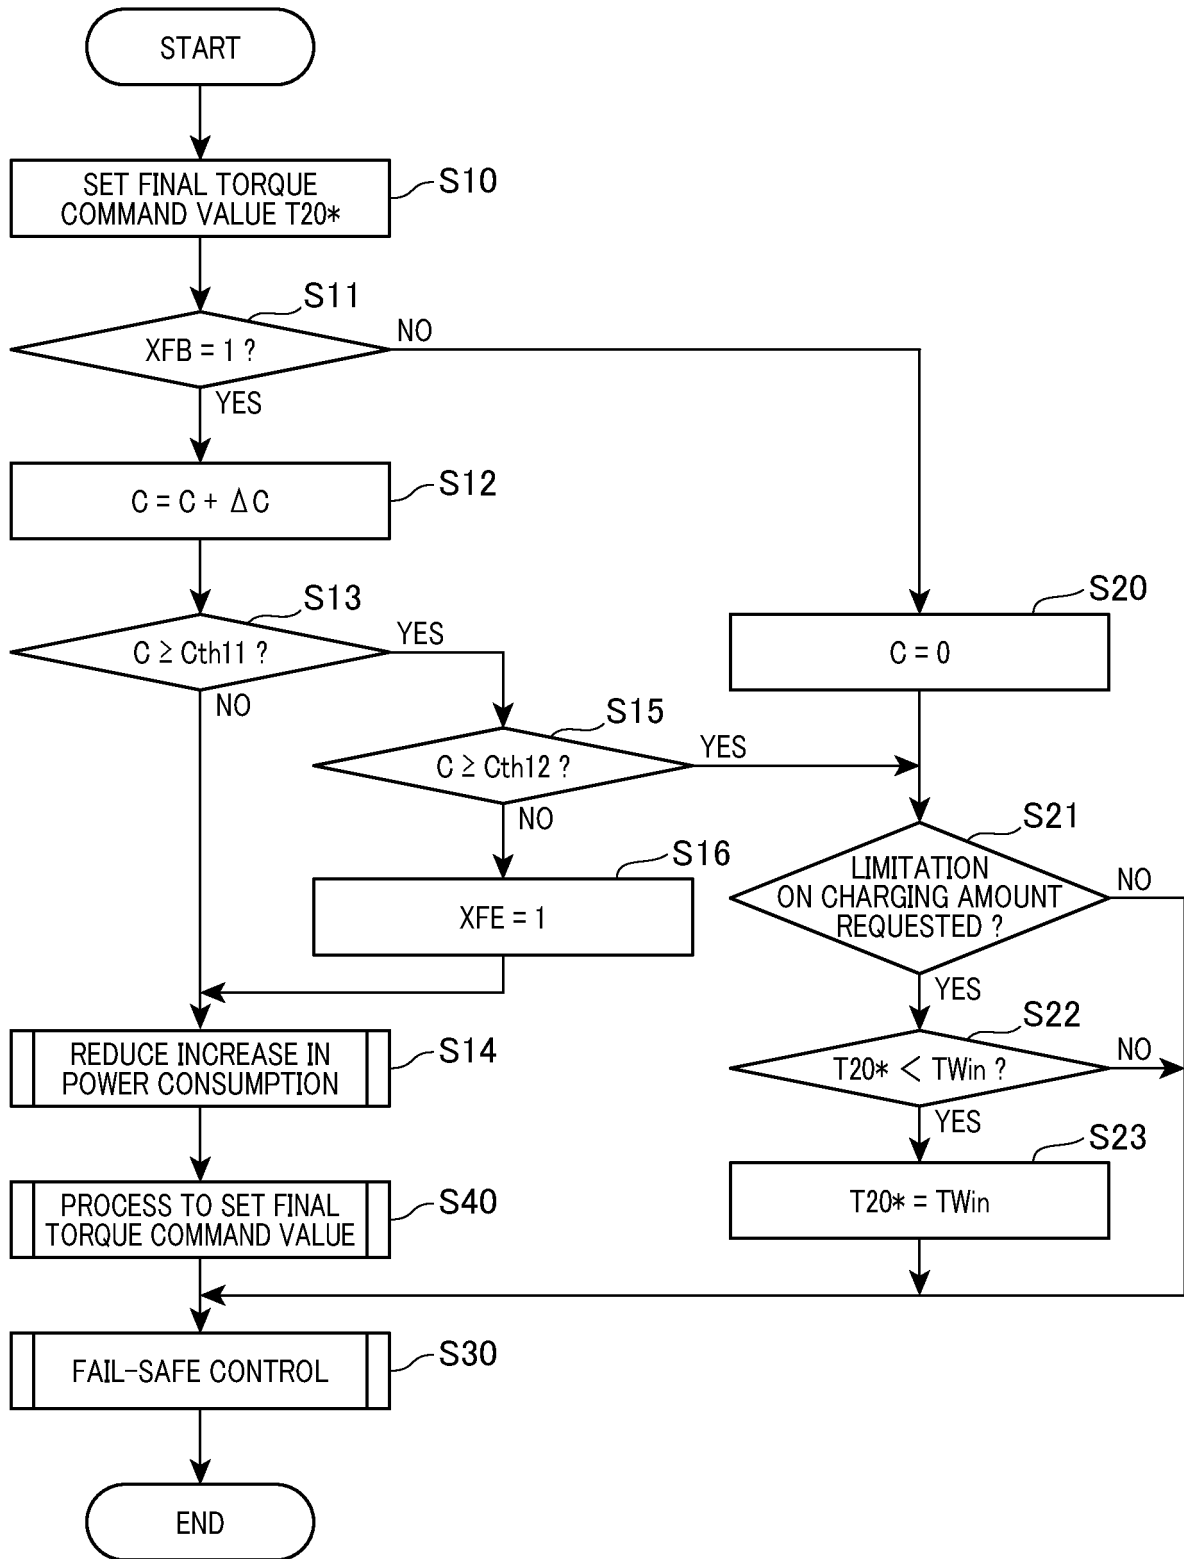 START
SET FINAL TORQUE
COMMAND VALUE T20*
S10
S11
XFB = 1 ?
NO
YES
C = C + ΔC
S12
S13
C ≥ Cth11 ?
YES
NO
S20
C = 0
S15
C ≥ Cth12 ?
YES
NO
S16
XFE = 1
S21
LIMITATION
ON CHARGING AMOUNT
REQUESTED ?
NO
YES
S22
T20* < TWin ?
NO
YES
S23
T20* = TWin
REDUCE INCREASE IN
POWER CONSUMPTION
S14
PROCESS TO SET FINAL
TORQUE COMMAND VALUE
S40
FAIL-SAFE CONTROL
S30
END